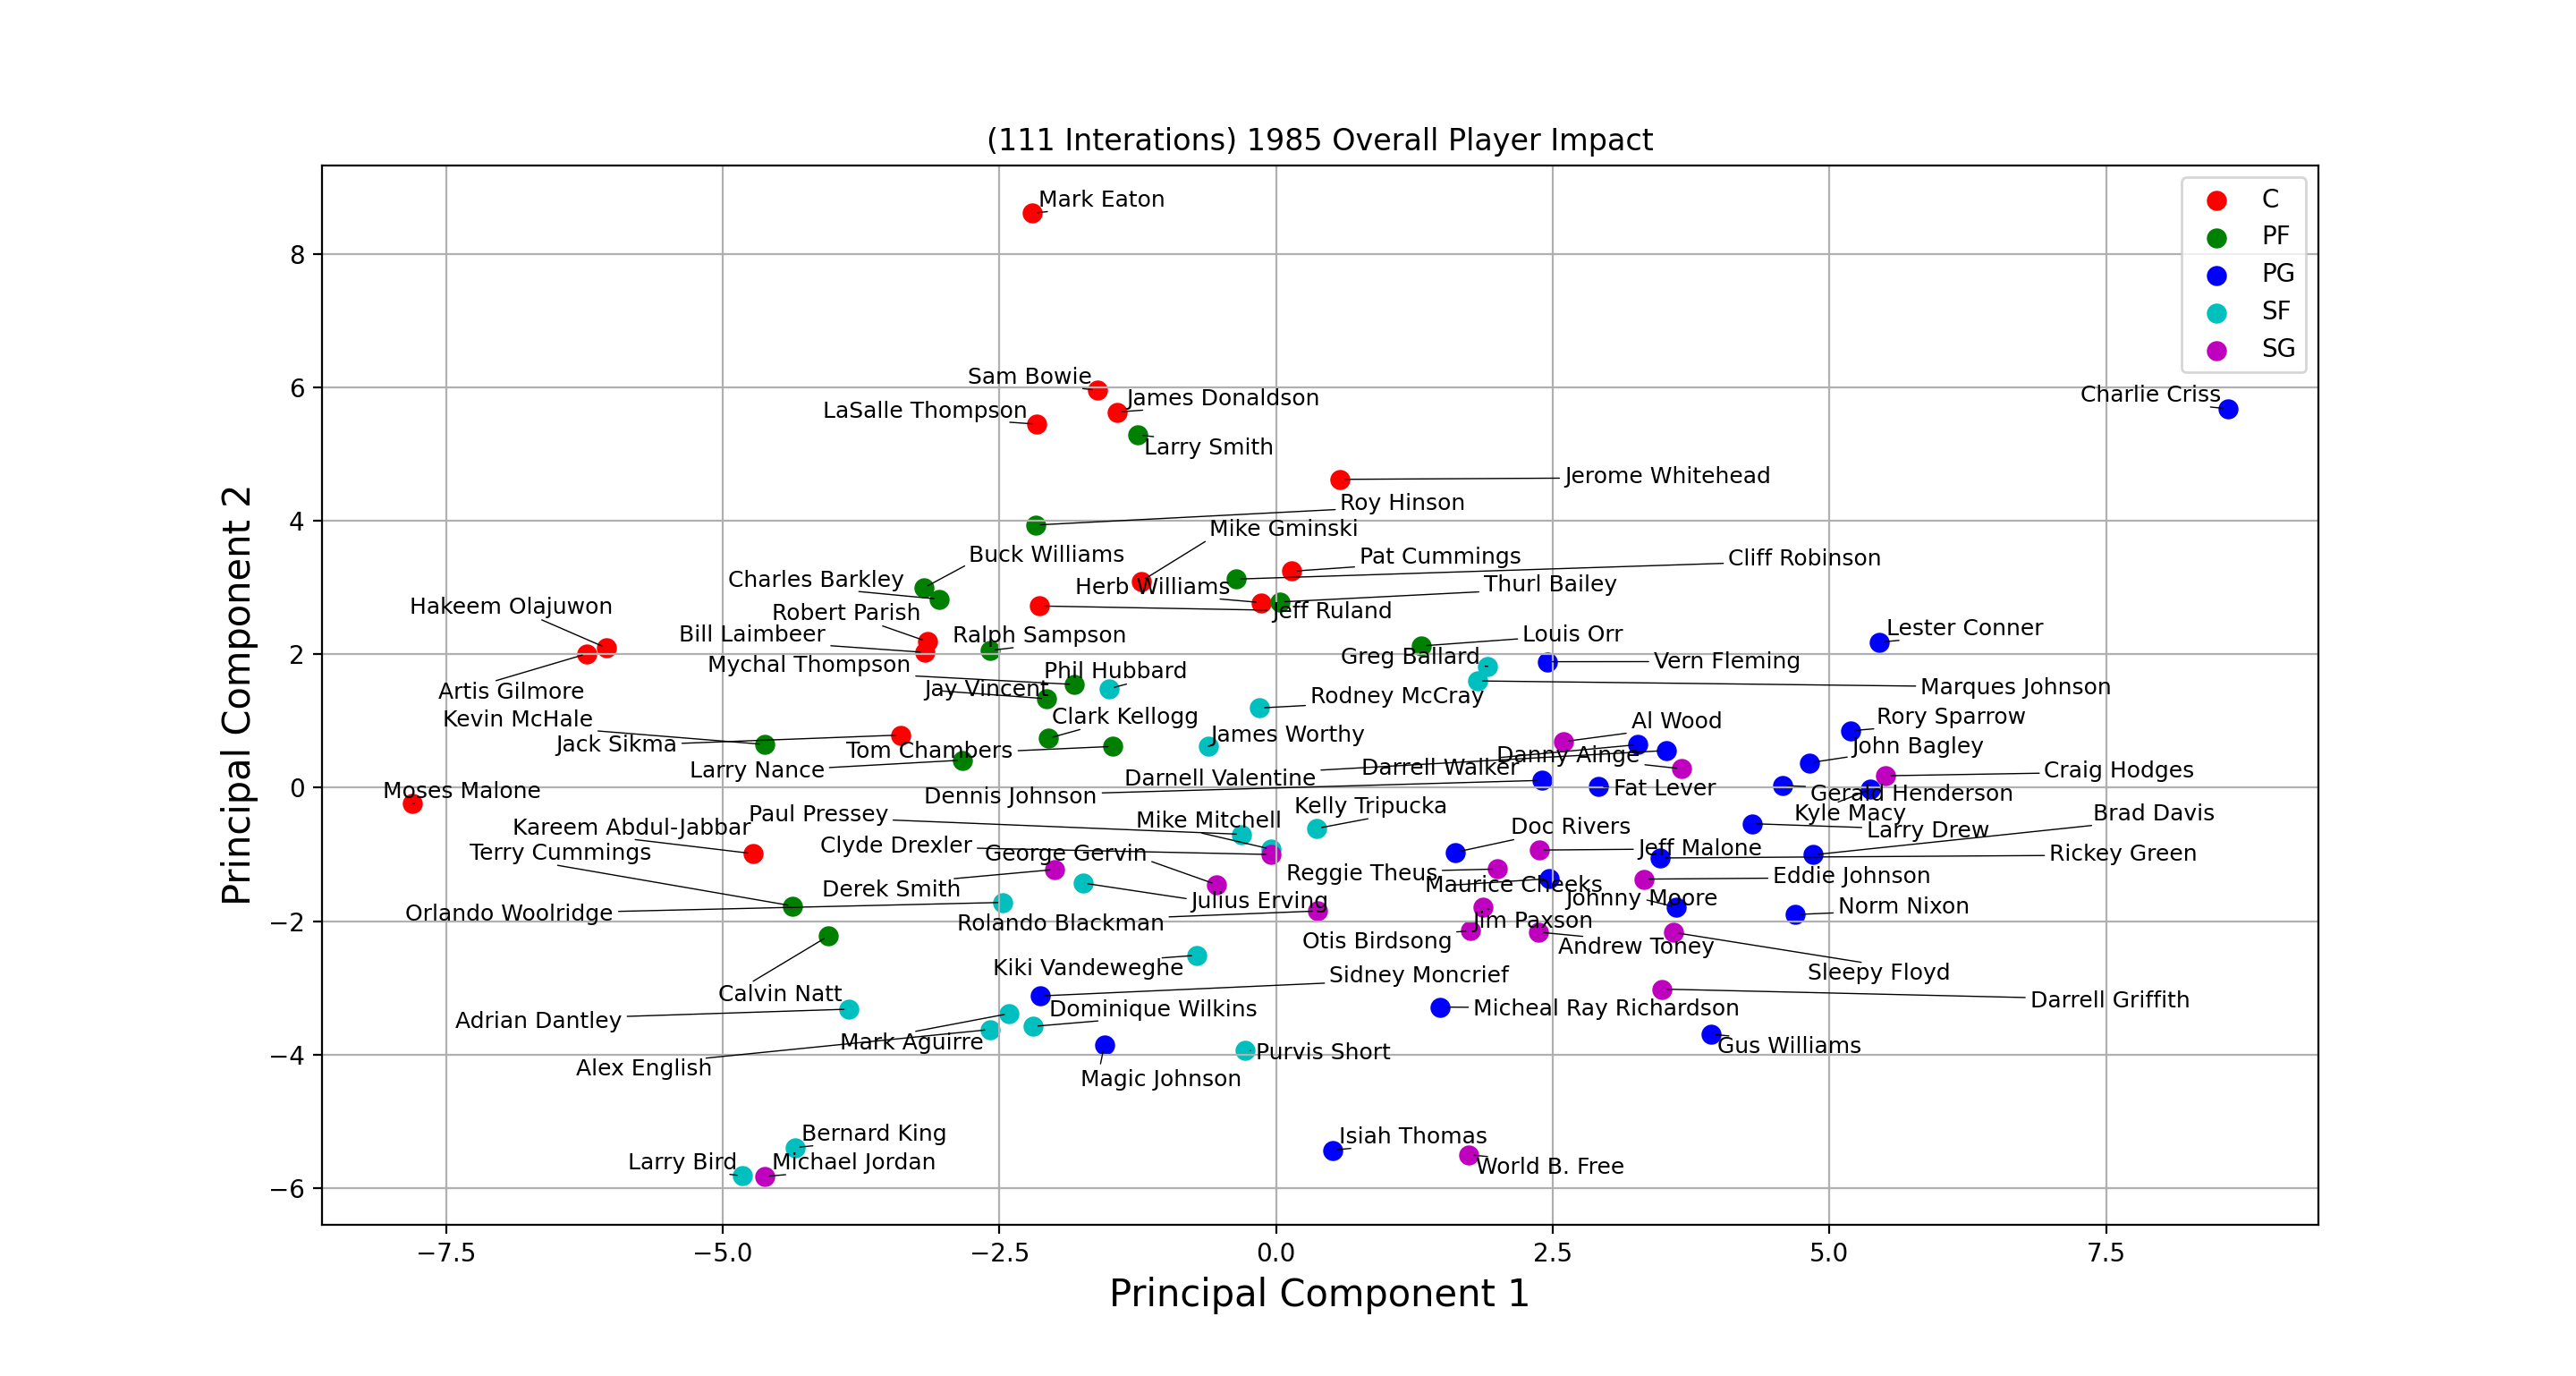 (111 Interations) 1985 Overall Player Impact
Mark Eaton
C
PF
PG
SF
SG
8
Sam Bowie
6
James Donaldson
Charlie Criss
LaSalle Thompson
Larry Smith
Jerome Whitehead
Roy Hinson
4
Mike Gminski
Buck Williams
Pat Cummings
Cliff Robinson
Charles Barkley
Herb Williams
Thurl Bailey
Hakeem Olajuwon
Robert Parish
Jeff Ruland
Bill Laimbeer
Ralph Sampson
Louis Orr
Lester Conner
2
Mychal Thompson
Phil Hubbard
Greg Ballard
Vern Fleming
Artis Gilmore
Jay Vincent
Rodney McCray
Marques Johnson
Kevin McHale
Clark Kellogg
Al Wood
Rory Sparrow
Jack Sikma
Tom Chambers
James Worthy
Danny Ainge
John Bagley
Larry Nance
Darnell Valentine
Darrell Walker
Craig Hodges
0
Moses Malone
Dennis Johnson
Fat Lever
Gerald Henderson
Paul Pressey
Mike Mitchell
Kelly Tripucka
Kyle Macy
Brad Davis
Kareem Abdul-Jabbar
Doc Rivers
Larry Drew
Terry Cummings
Clyde Drexler
George Gervin
Jeff Malone
Rickey Green
Derek Smith
Reggie Theus
Maurice Cheeks
Eddie Johnson
Orlando Woolridge
Julius Erving
Johnny Moore
Norm Nixon
−2
Rolando Blackman
Jim Paxson
Otis Birdsong
Andrew Toney
Kiki Vandeweghe
Sidney Moncrief
Sleepy Floyd
Calvin Natt
Darrell Griffith
Adrian Dantley
Dominique Wilkins
Micheal Ray Richardson
Mark Aguirre
Gus Williams
−4
Alex English
Purvis Short
Magic Johnson
Bernard King
Isiah Thomas
Larry Bird
Michael Jordan
World B. Free
−6
−7.5
−5.0
−2.5
0.0
2.5
5.0
7.5
Principal Component 1
Principal Component 2